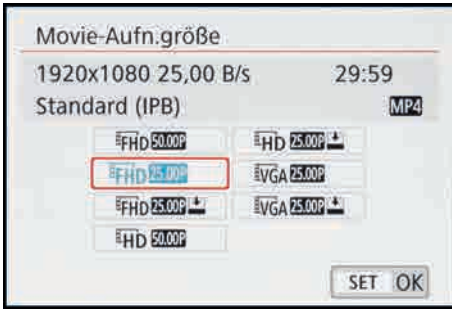 Movie-Aufn.größe
1920x1080 25,00 B/s 29:59
Standard (IPB) MP4
FHD 50.00P HD 25.00P
FHD 25.00P VGA 25.00P
FHD 25.00P VGA 25.00P
HD 50.00P
SET OK